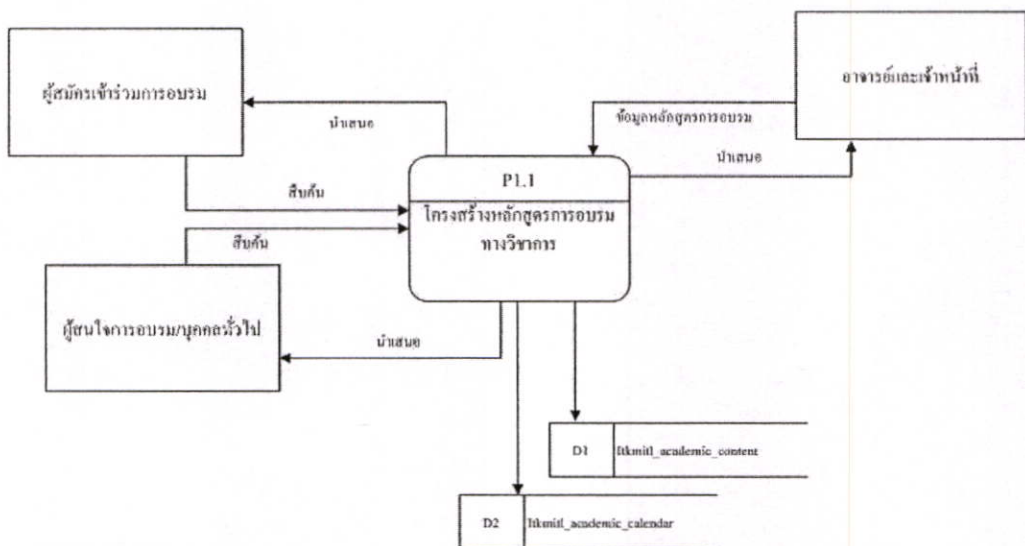 ผู้สมัครเข้าร่วมการอบรม
อาจารย์และเจ้าหน้าที่
นำเสนอ
ข้อมูลหลักสูตรการอบรม
นำเสนอ
P1.1
สืบค้น
โครงสร้างหลักสูตรการอบรม
ทางวิชาการ
สืบค้น
ผู้สนใจการอบรม/บุคคลทั่วไป
นำเสนอ
D1
Itkmitl_academic_content
D2
Itkmitl_academic_calendar